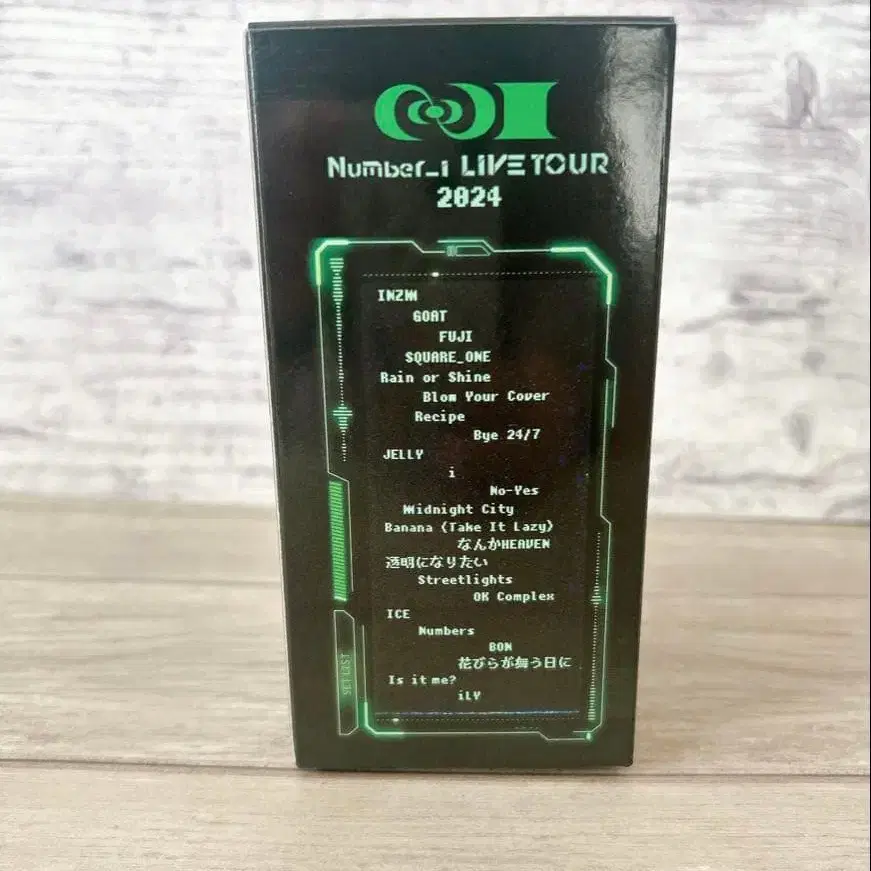 Number_i LIVE TOUR
2024
INZM
GOAT
FUJI
SQUARE_ONE
Rain or Shine
Blow Your Cover
Recipe
Bye 24/7
JELLY
i
No-Yes
Midnight City
Banana (Take It Lazy)
なんかHEAVEN
透明になりたい
Streetlights
OK Complex
ICE
Numbers
BON
花びらが舞う日に
Is it me?
iLY
SET LIST